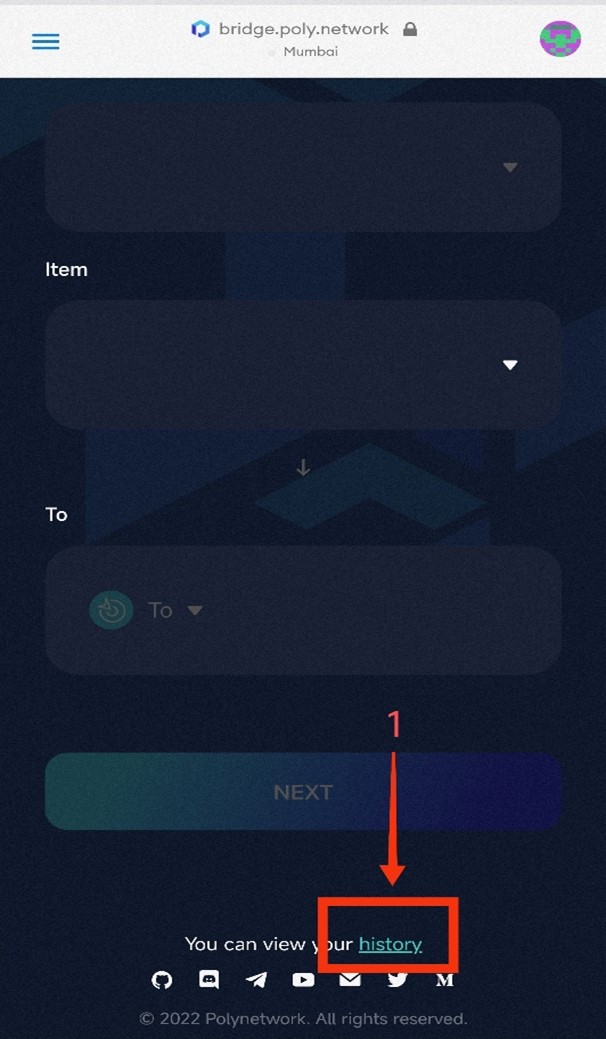 bridge.poly.network
Mumbai
Item
To
To
1
NEXT
You can view your history
M
© 2022 Polynetwork. All rights reserved.